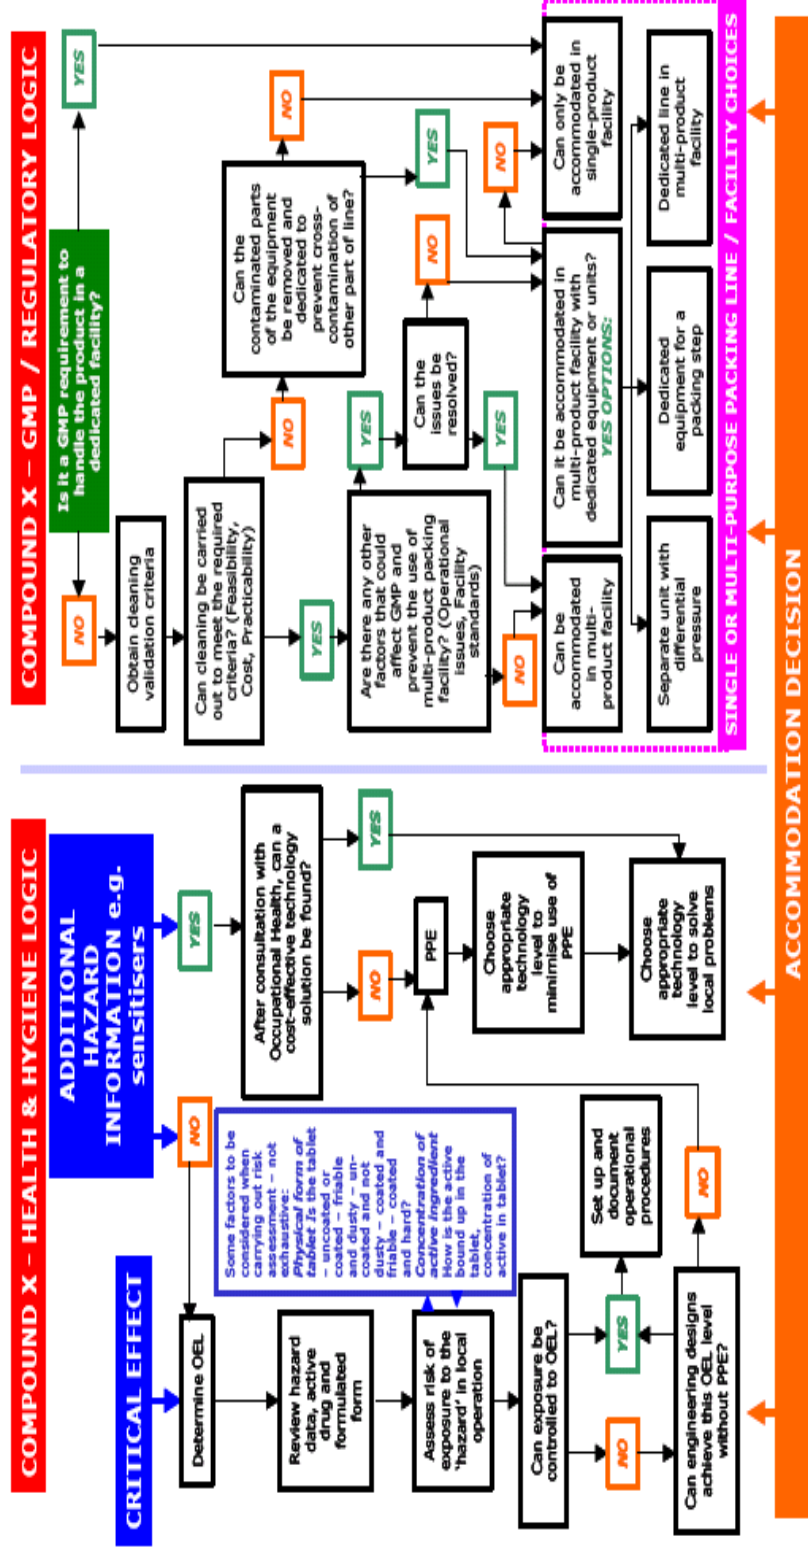 COMPOUND X – HEALTH & HYGIENE LOGIC
CRITICAL EFFECT
ADDITIONAL
HAZARD
INFORMATION e.g.
sensitisers
NO
YES
Determine OEL
Review hazard
data, active
drug and
formulated
form
Assess risk of
exposure to the
'hazard' in local
operation
Some factors to be
considered when
carrying out risk
assessment – not
exhaustive:
Physical form of
tablet Is the tablet
– uncoated or
coated – friable
and dusty – un-
coated and not
dusty – coated and
friable – coated
and hard?
Concentration of
active ingredient
How is the active
bound up in the
tablet,
concentration of
active in tablet?
After consultation with
Occupational Health, can a
cost-effective technology
solution be found?
NO
YES
PPE
Choose
appropriate
technology
level to
minimise use of
PPE
Choose
appropriate
technology
level to solve
local problems
Can exposure be
controlled to OEL?
NO
YES
Set up and
document
operational
procedures
Can engineering designs
achieve this OEL level
without PPE?
NO
COMPOUND X – GMP / REGULATORY LOGIC
Is it a GMP requirement to
handle the product in a
dedicated facility?
NO
YES
Obtain cleaning
validation criteria
Can cleaning be carried
out to meet the required
criteria? (Feasibility,
Cost, Practicability)
YES
NO
Can the
contaminated parts
of the equipment
be removed and
dedicated to
prevent cross-
contamination of
other part of line?
NO
YES
Are there any other
factors that could
affect GMP and
prevent the use of
multi-product packing
facility? (Operational
issues, Facility
standards)
YES
NO
Can the
issues be
resolved?
YES
NO
NO
Can be
accommodated
in multi-
product facility
Can it be accommodated in
multi-product facility with
dedicated equipment or units?
YES OPTIONS:
Can only be
accommodated in
single-product
facility
Separate unit with
differential
pressure
Dedicated
equipment for a
packing step
Dedicated line in
multi-product
facility
SINGLE OR MULTI-PURPOSE PACKING LINE / FACILITY CHOICES
ACCOMMODATION DECISION